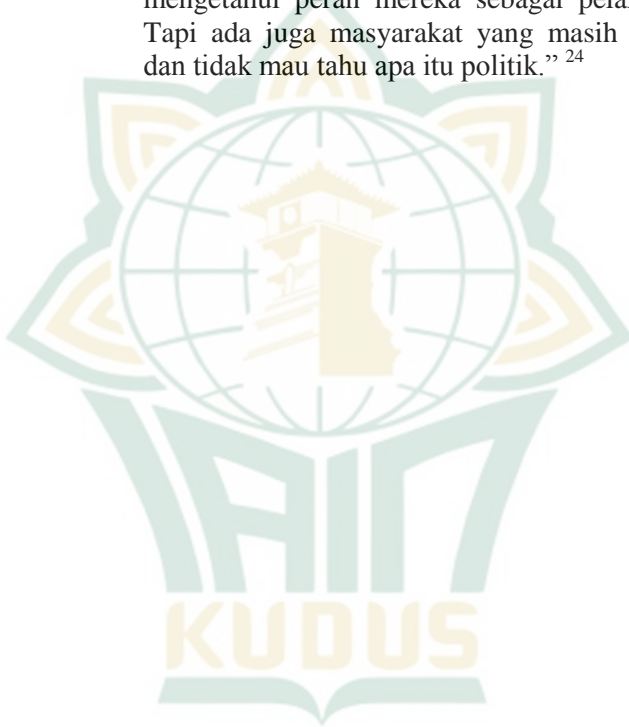 mengetahui peran mereka sebagai
Tapi ada juga masyarakat yang masih
dan tidak mau tahu apa itu politik.” 24
IAIN
KUDUS